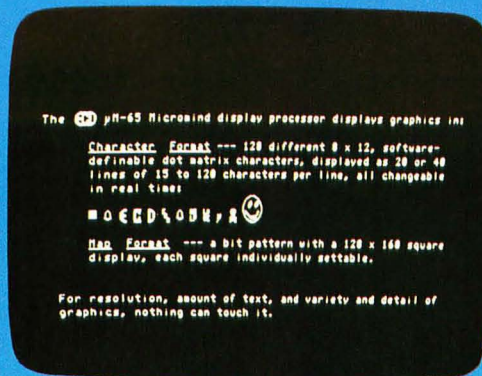 The µM-65 Micromind display processor displays graphics in:
Character Format --- 128 different 8 x 12, software-
definable dot matrix characters, displayed as 20 or 40
lines of 15 to 120 characters per line, all changeable
in real time:
Map Format --- a bit pattern with a 120 x 160 square
display, each square individually settable.
For resolution, amount of text, and variety and detail of
graphics, nothing can touch it.